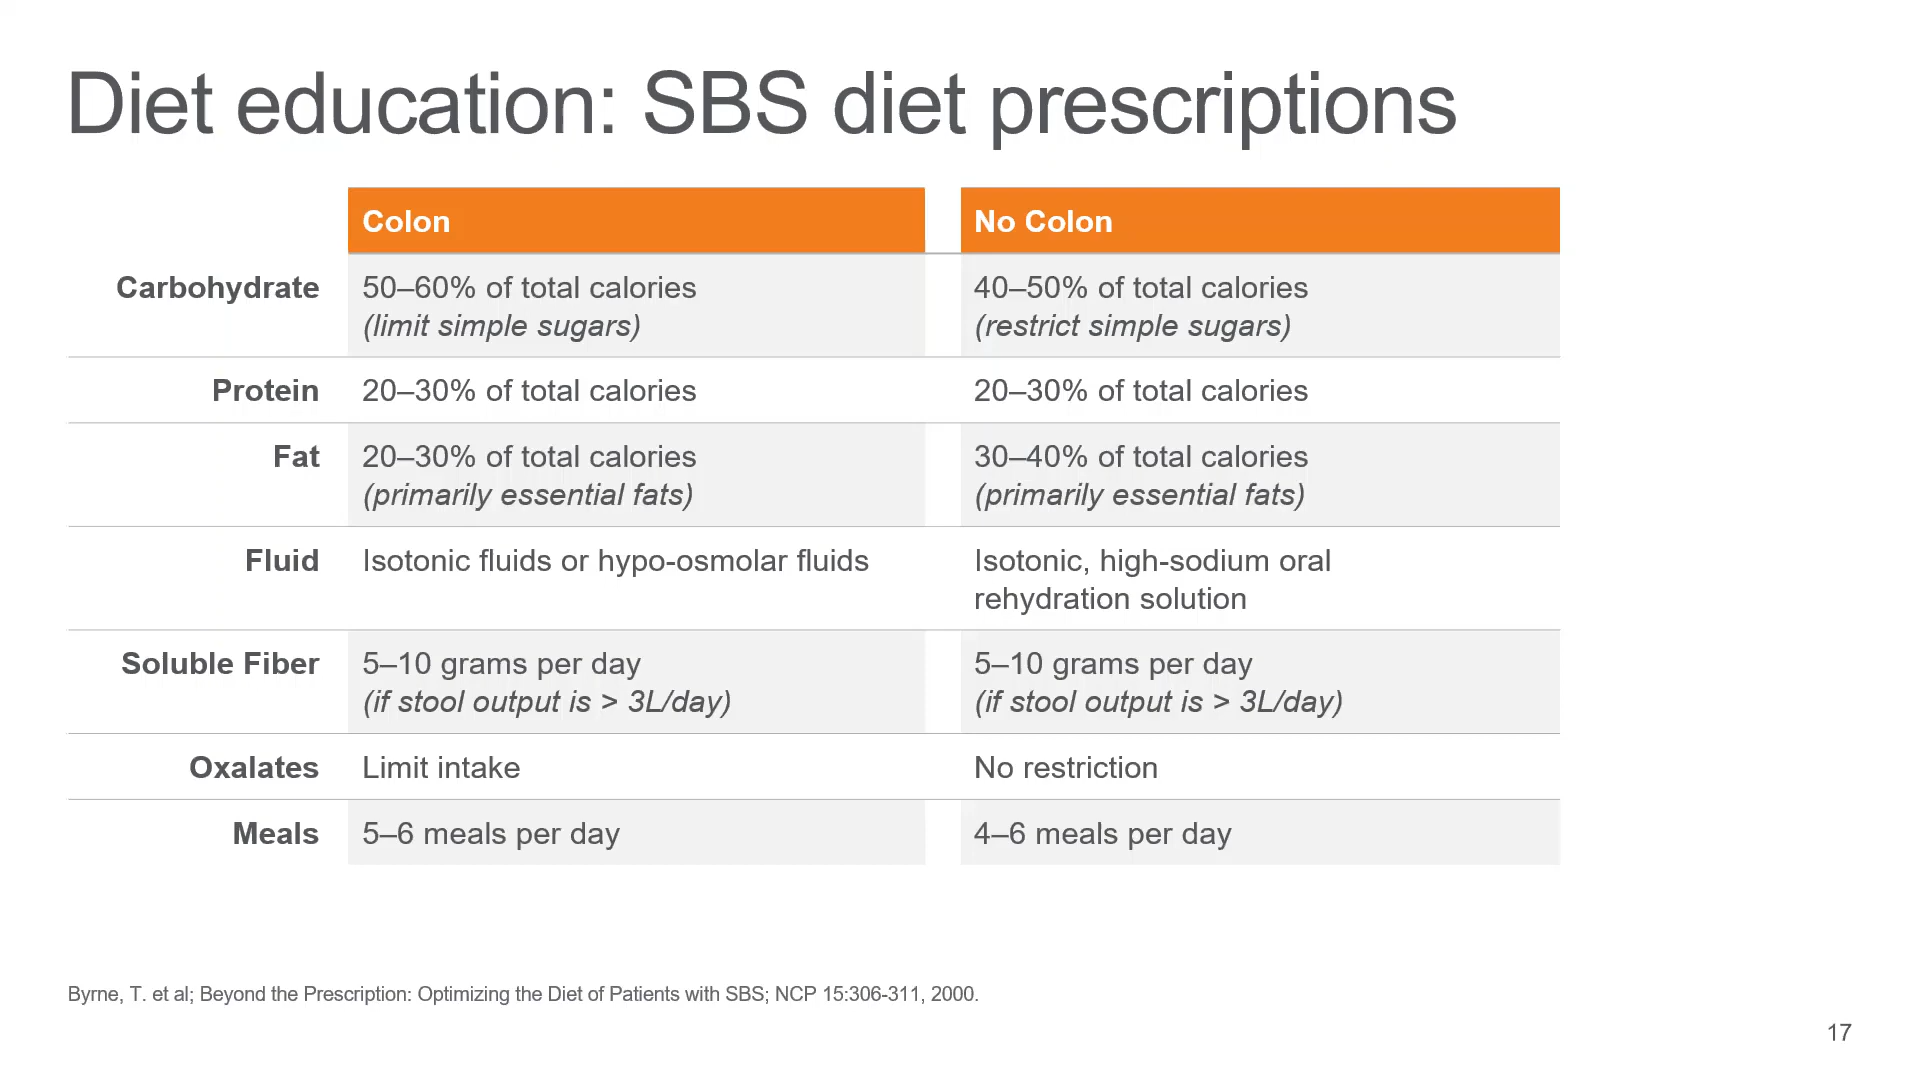 Diet education: SBS diet prescriptions
Colon
No Colon
Carbohydrate
50–60% of total calories
(limit simple sugars)
40–50% of total calories
(restrict simple sugars)
Protein
20–30% of total calories
20–30% of total calories
Fat
20–30% of total calories
(primarily essential fats)
30–40% of total calories
(primarily essential fats)
Fluid
Isotonic fluids or hypo-osmolar fluids
Isotonic, high-sodium oral
rehydration solution
Soluble Fiber
5–10 grams per day
(if stool output is > 3L/day)
5–10 grams per day
(if stool output is > 3L/day)
Oxalates
Limit intake
No restriction
Meals
5–6 meals per day
4–6 meals per day
Byrne, T. et al; Beyond the Prescription: Optimizing the Diet of Patients with SBS; NCP 15:306-311, 2000.
17